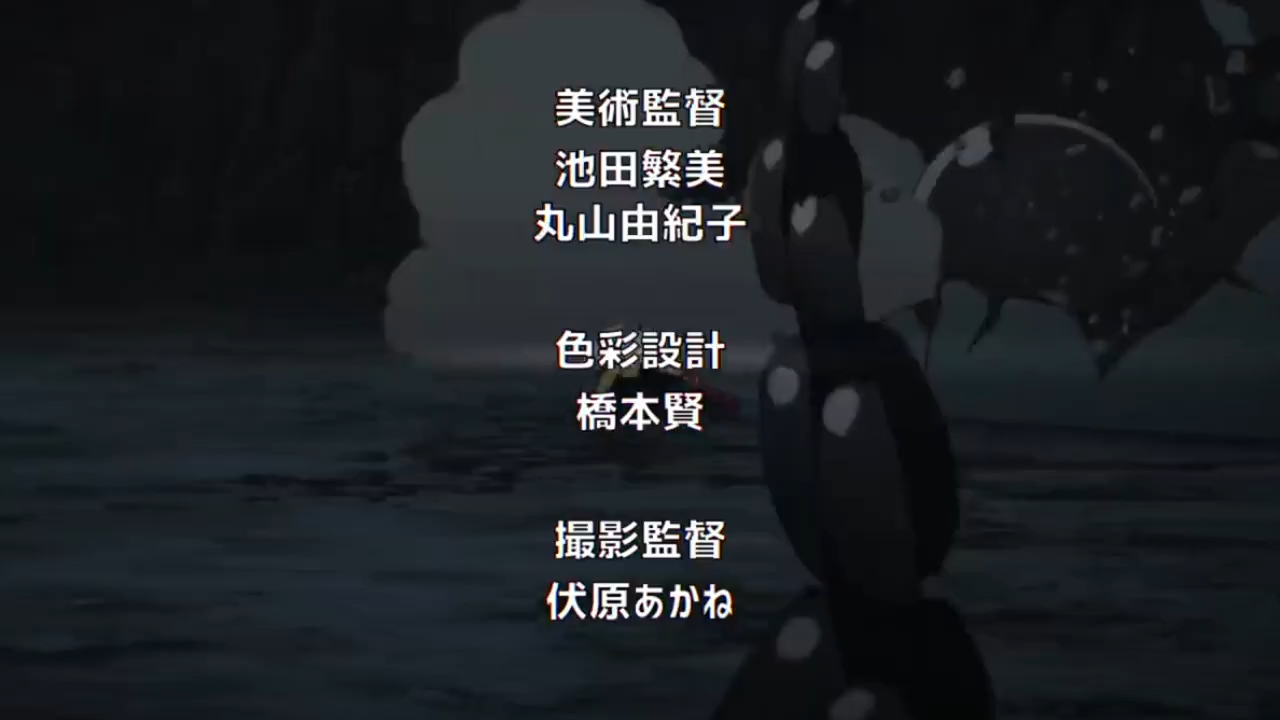 美術監督
池田繁美
丸山由紀子
色彩設計
橋本賢
撮影監督
伏原あかね